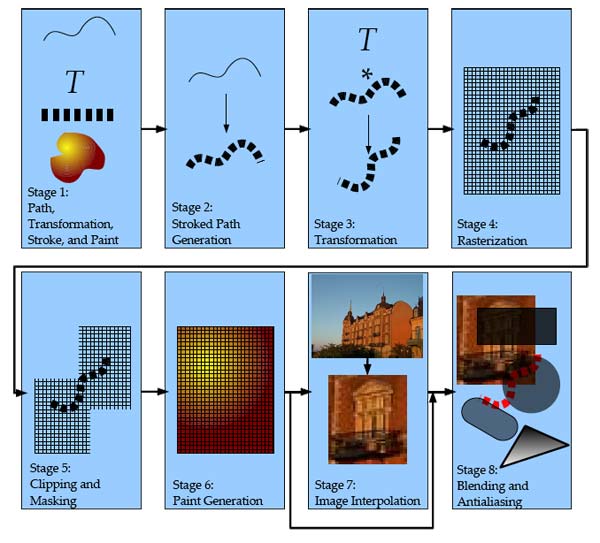 T
Stage 1:
Path,
Transformation,
Stroke, and Paint
Stage 2:
Stroked Path
Generation
T
*
Stage 3:
Transformation
Stage 4:
Rasterization
Stage 5:
Clipping and
Masking
Stage 6:
Paint Generation
Stage 7:
Image Interpolation
Stage 8:
Blending and
Antialiasing